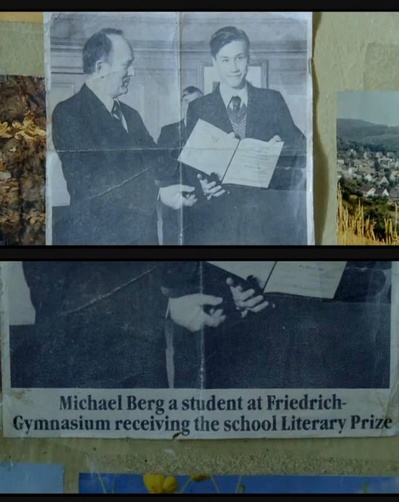 Michael Berg a student at Friedrich-
Gymnasium receiving the school Literary Prize